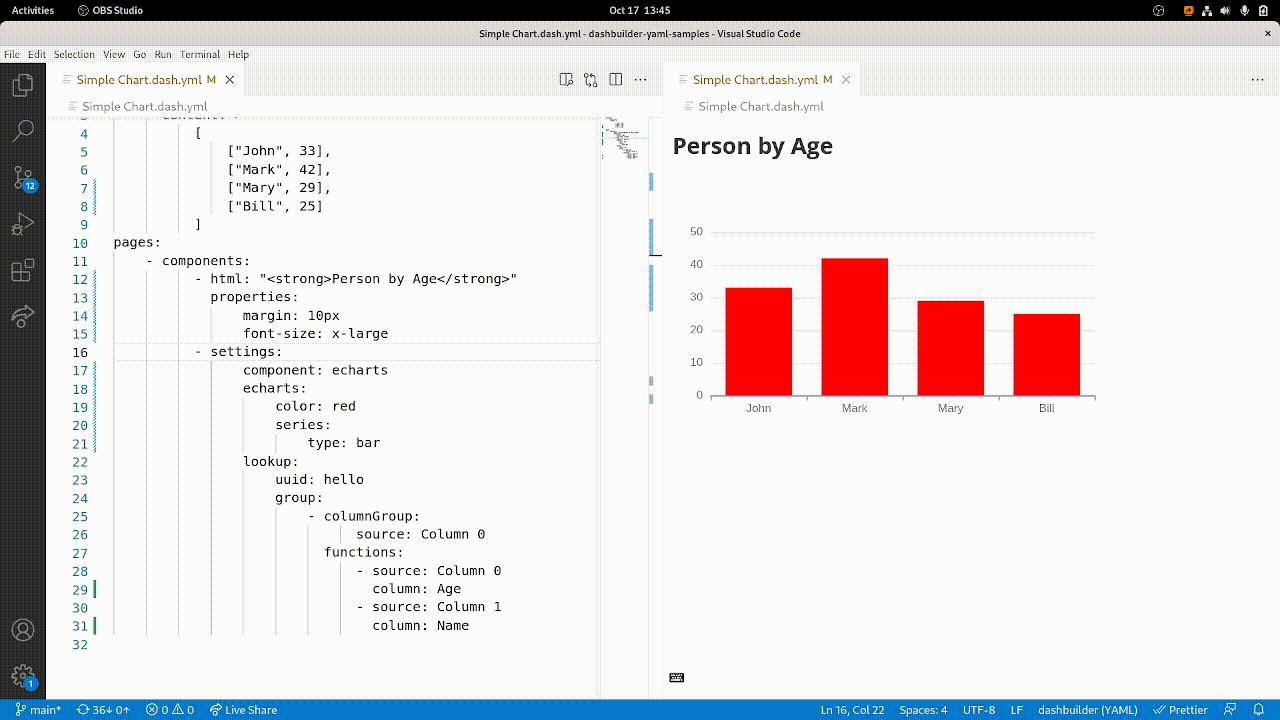 Activities OBS Studio Oct 17 13:45
Simple Chart.dash.yml - dashbuilder-yaml-samples - Visual Studio Code ×
File Edit Selection View Go Run Terminal Help
Simple Chart.dash.yml M
Simple Chart.dash.yml
4 [
5 ["John", 33],
6 ["Mark", 42],
7 ["Mary", 29],
8 ["Bill", 25]
9 ]
10 pages:
11 - components:
12 - html: "<strong>Person by Age</strong>"
13 properties:
14 margin: 10px
15 font-size: x-large
16 - settings:
17 component: echarts
18 echarts:
19 color: red
20 series:
21 type: bar
22 lookup:
23 uuid: hello
24 group:
25 - columnGroup:
26 source: Column 0
27 functions:
28 - source: Column 0
29 column: Age
30 - source: Column 1
31 column: Name
32
Simple Chart.dash.yml M
Simple Chart.dash.yml
Person by Age
50
40
30
20
10
0
John Mark Mary Bill
12
1
main* 36↓ 0↑ 0 0 Live Share Ln 16, Col 22 Spaces: 4 UTF-8 LF dashbuilder (YAML) Prettier